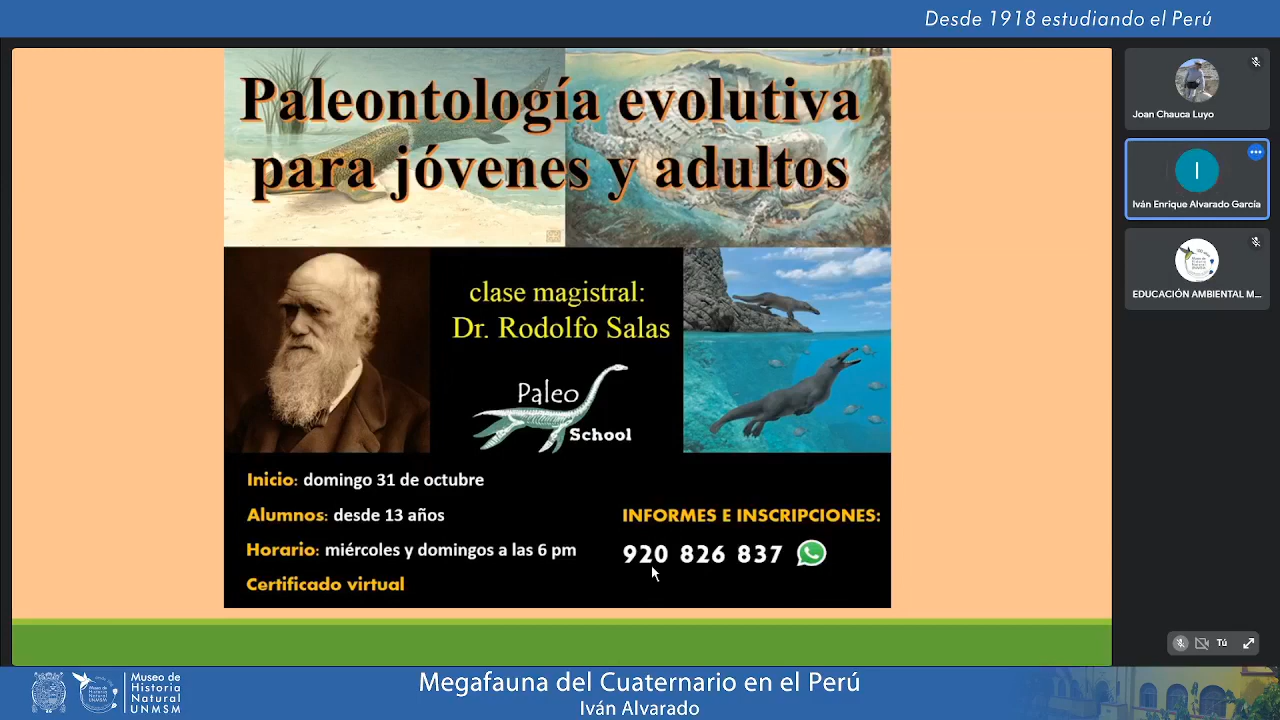 Desde 1918 estudiando el Perú
Paleontología evolutiva
para jóvenes y adultos
clase magistral:
Dr. Rodolfo Salas
Paleo
School
Inicio: domingo 31 de octubre
Alumnos: desde 13 años
Horario: miércoles y domingos a las 6 pm
Certificado virtual
INFORMES E INSCRIPCIONES:
920 826 837
Joan Chauca Luyo
I
Iván Enrique Alvarado García
EDUCACIÓN AMBIENTAL M...
Tú
Museo de
Historia
Natural
UNMSM
Megafauna del Cuaternario en el Perú
Iván Alvarado